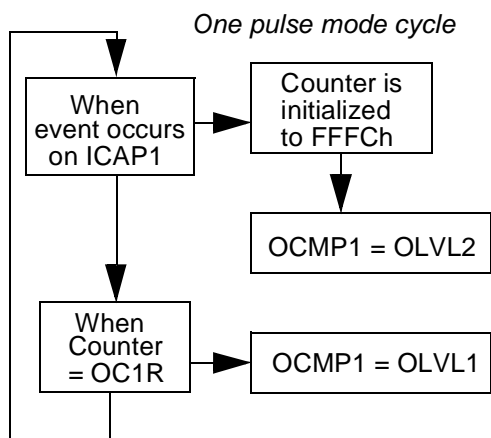 One pulse mode cycle
When
event occurs
on ICAP1
Counter is
initialized
to FFFCh
OCMP1 = OLVL2
When
Counter
= OC1R
OCMP1 = OLVL1